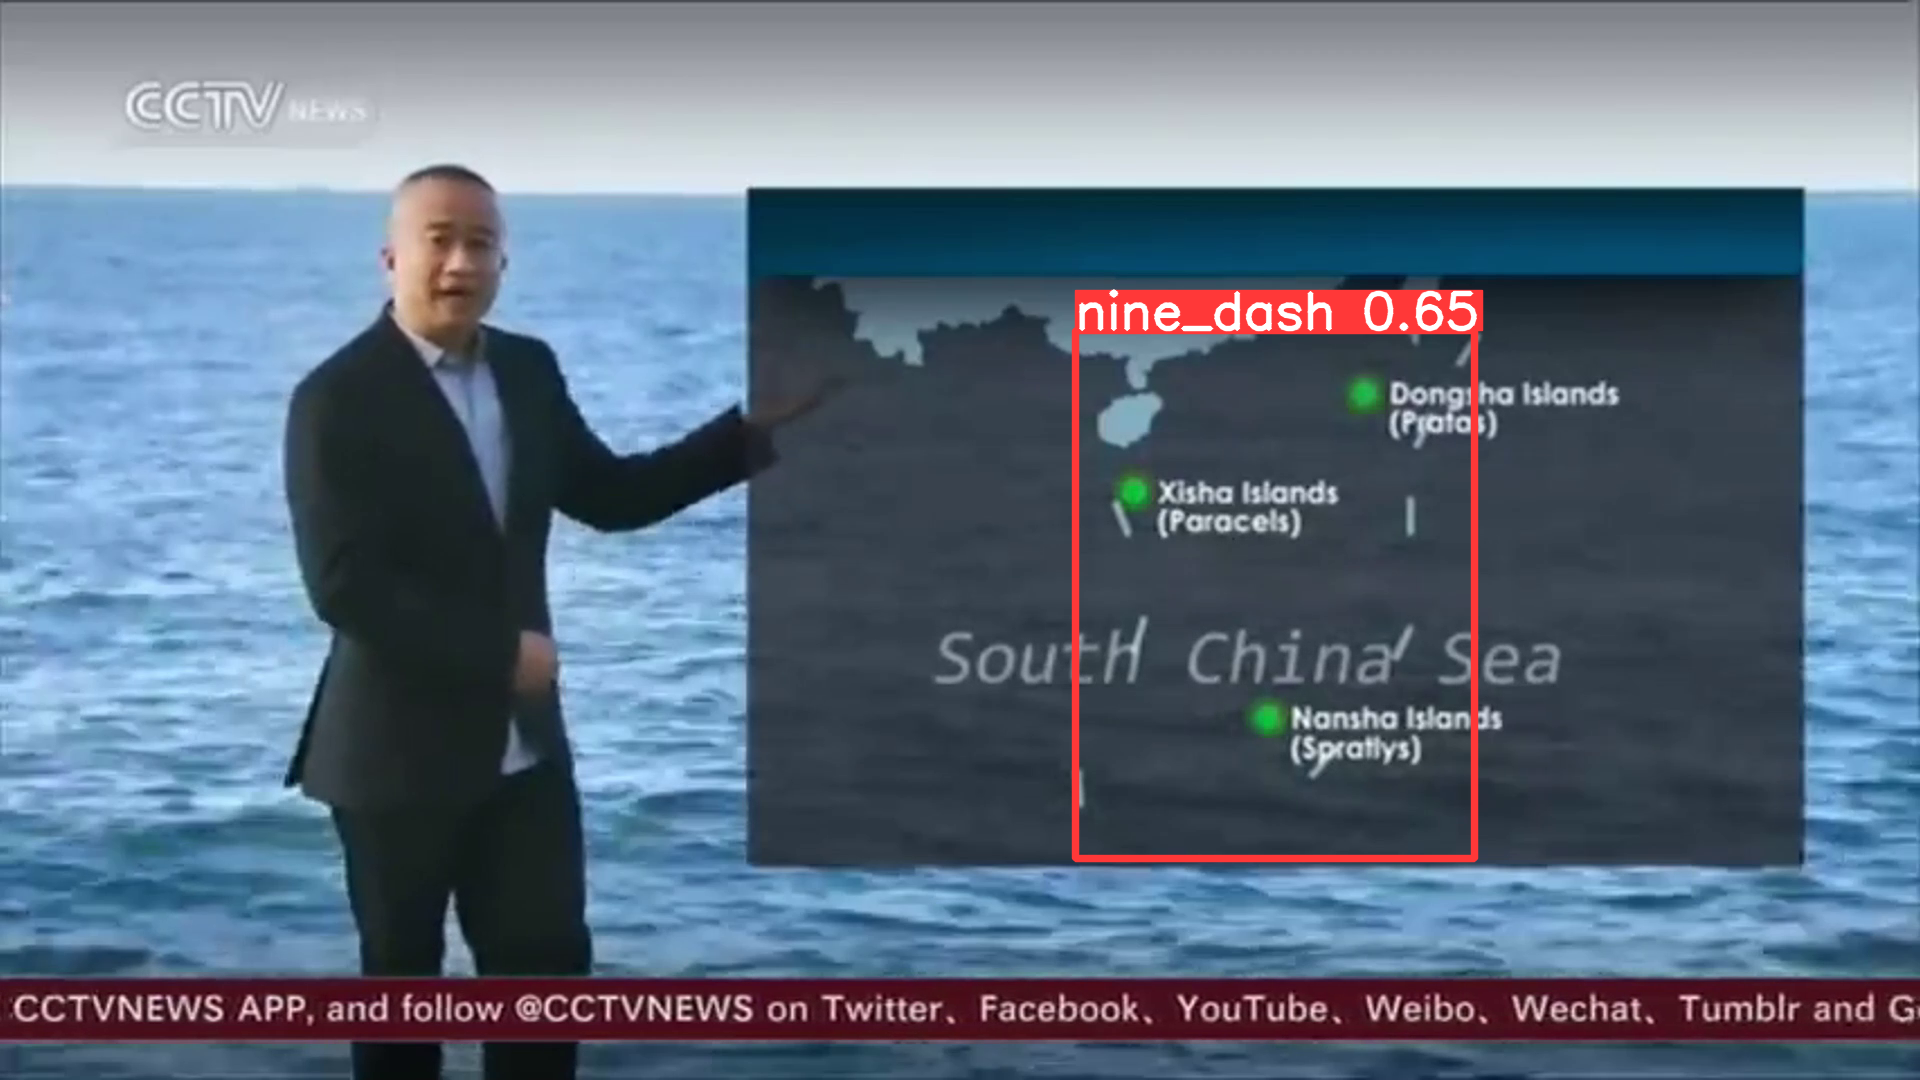 CCTV NEWS
nine_dash 0.65
Dongsha Islands
(Pratas)
Xisha Islands
(Paracels)
South China Sea
Nansha Islands
(Spratlys)
CCTVNEWS APP, and follow @CCTVNEWS on Twitter、Facebook、YouTube、Weibo、Wechat、Tumblr and